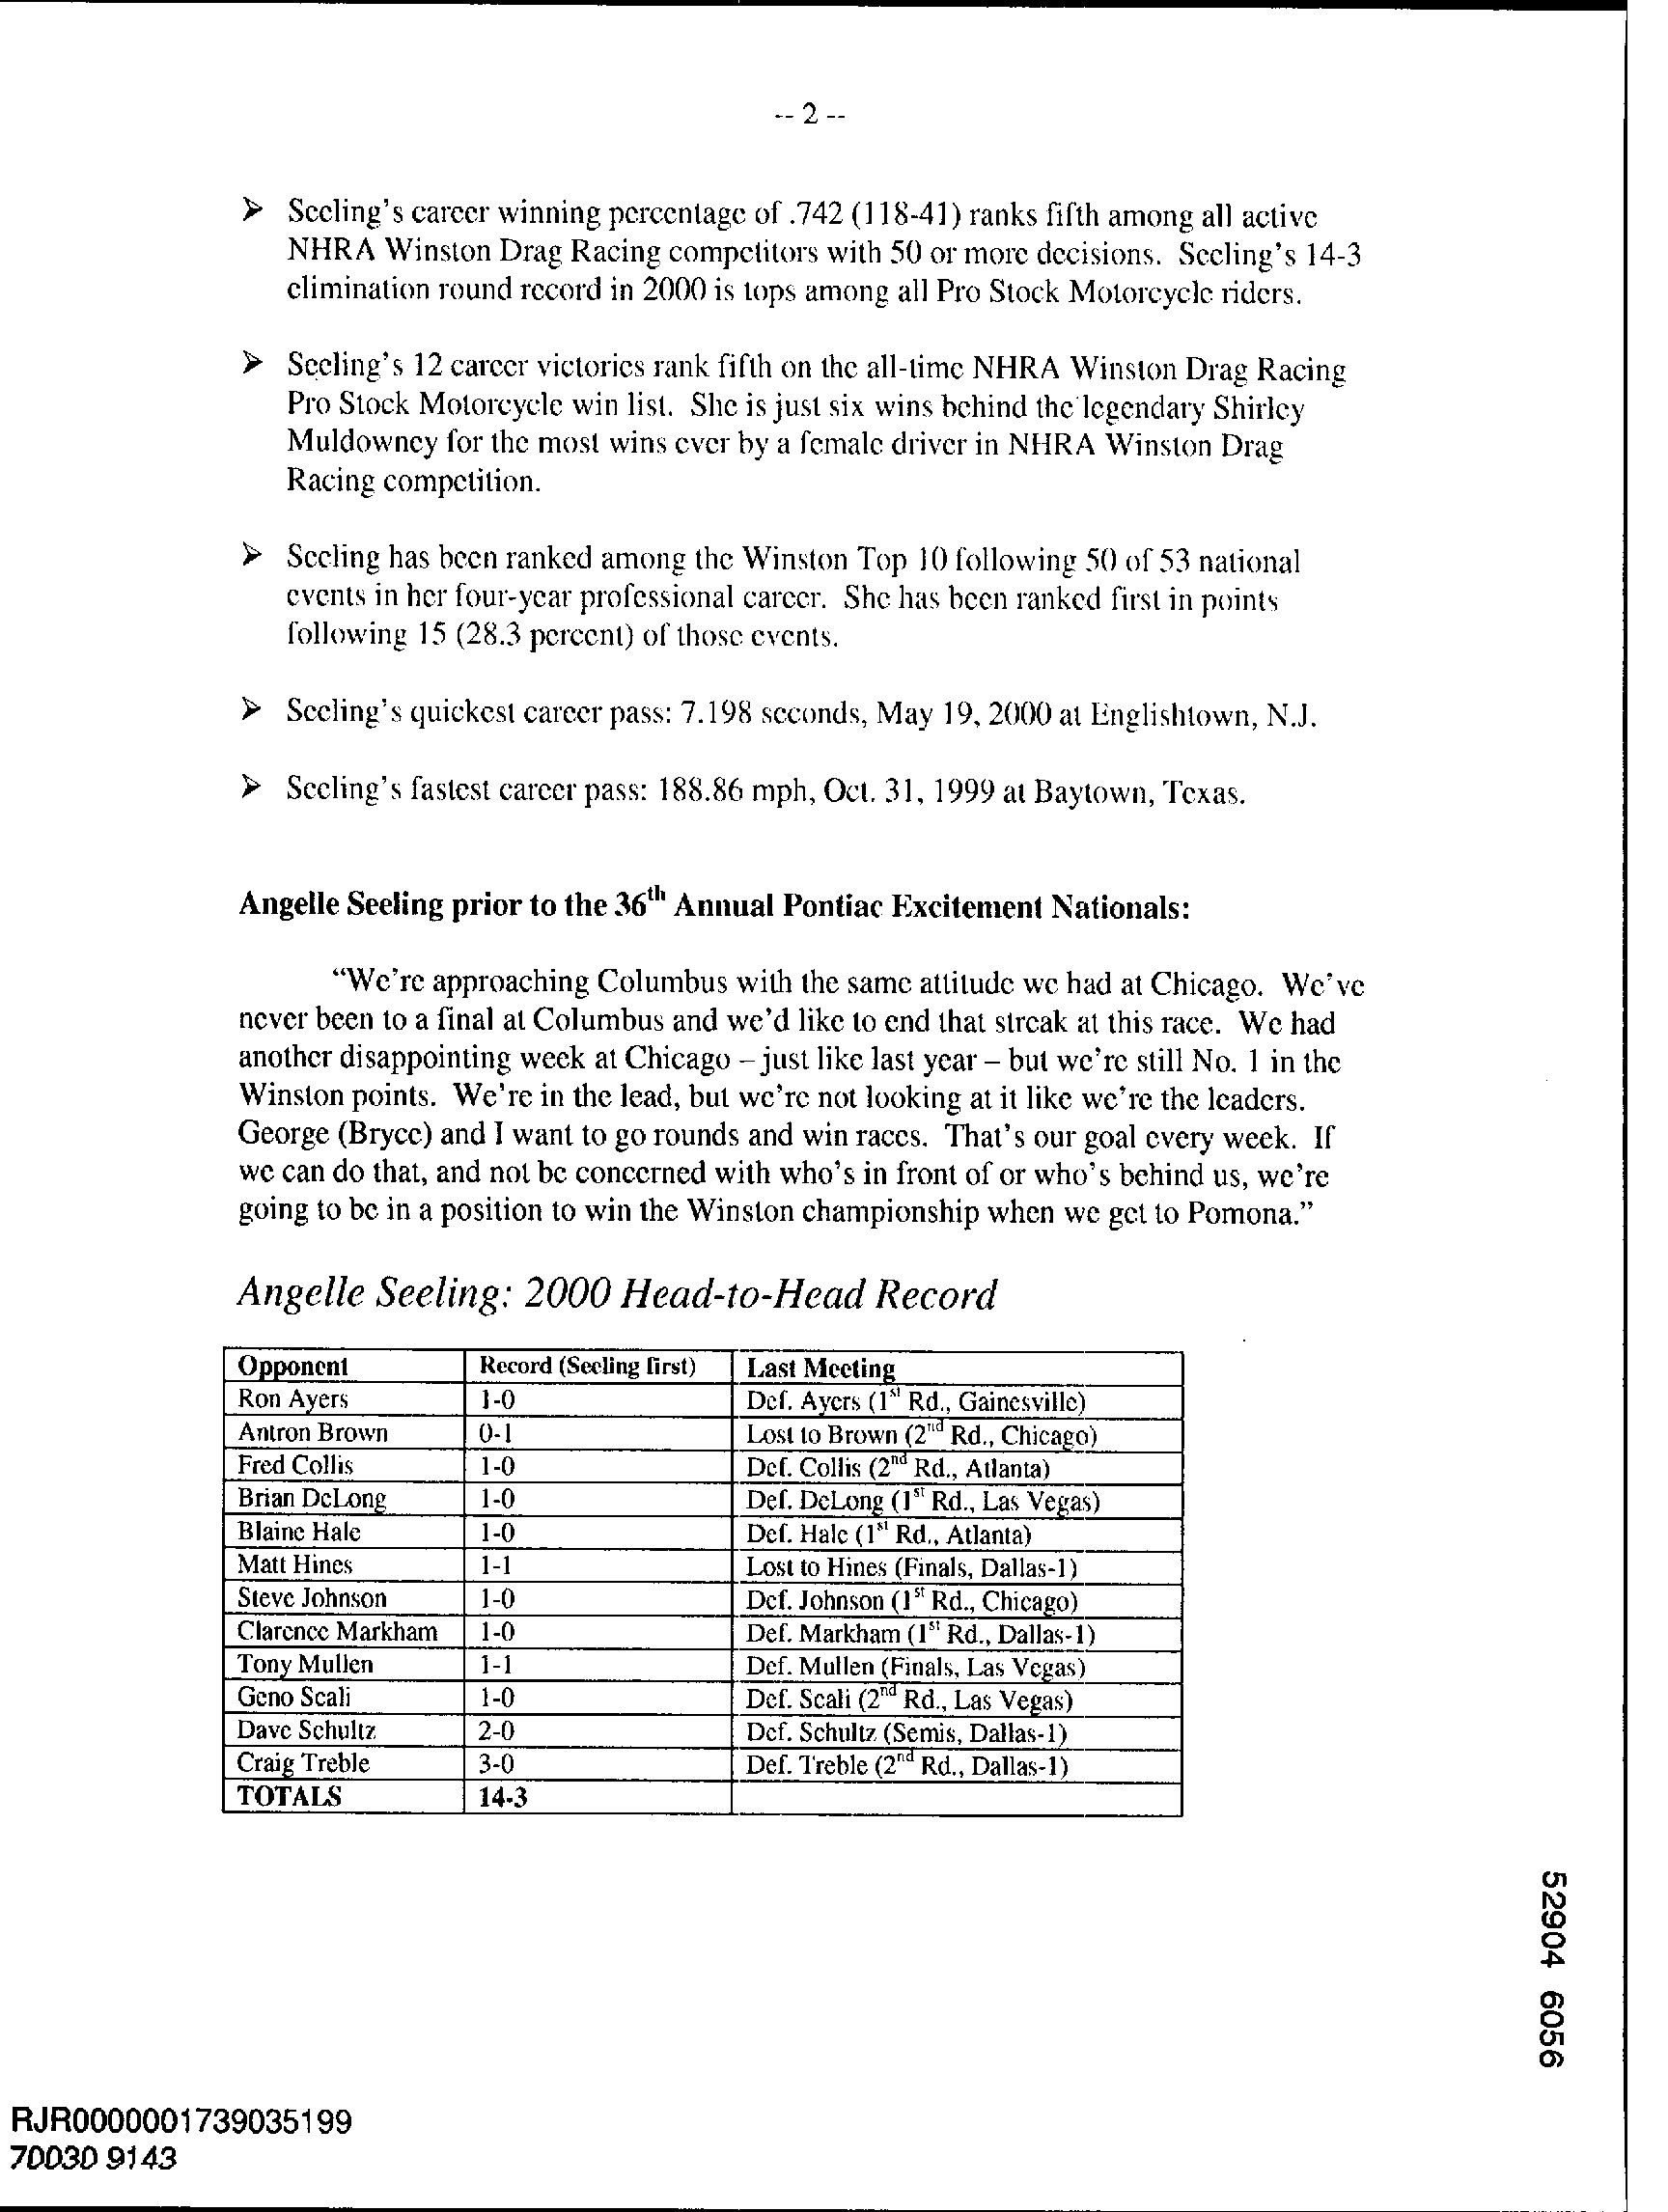 -- 2 --
➢ Seeling's career winning percentage of .742 (118-41) ranks fifth among all active
NHRA Winston Drag Racing competitors with 50 or more decisions. Seeling's 14-3
elimination round record in 2000 is tops among all Pro Stock Motorcycle riders.
➢ Seeling's 12 career victories rank fifth on the all-time NHRA Winston Drag Racing
Pro Stock Motorcycle win list. She is just six wins behind the legendary Shirley
Muldowney for the most wins ever by a female driver in NHRA Winston Drag
Racing competition.
➢ Seeling has been ranked among the Winston Top 10 following 50 of 53 national
events in her four-year professional career. She has been ranked first in points
following 15 (28.3 percent) of those events.
➢ Seeling's quickest career pass: 7.198 seconds, May 19, 2000 at Englishtown, N.J.
➢ Seeling's fastest career pass: 188.86 mph, Oct. 31, 1999 at Baytown, Texas.
Angelle Seeling prior to the 36th Annual Pontiac Excitement Nationals:
"We're approaching Columbus with the same attitude we had at Chicago. We've
never been to a final at Columbus and we'd like to end that streak at this race. We had
another disappointing week at Chicago – just like last year – but we're still No. 1 in the
Winston points. We're in the lead, but we're not looking at it like we're the leaders.
George (Bryce) and I want to go rounds and win races. That's our goal every week. If
we can do that, and not be concerned with who's in front of or who's behind us, we're
going to be in a position to win the Winston championship when we get to Pomona."
Angelle Seeling: 2000 Head-to-Head Record
Opponent Record (Seeling first) Last Meeting
Ron Ayers 1-0 Def. Ayers (1st Rd., Gainesville)
Antron Brown 0-1 Lost to Brown (2nd Rd., Chicago)
Fred Collis 1-0 Def. Collis (2nd Rd., Atlanta)
Brian DeLong 1-0 Def. DeLong (1st Rd., Las Vegas)
Blaine Hale 1-0 Def. Hale (1st Rd., Atlanta)
Matt Hines 1-1 Lost to Hines (Finals, Dallas-1)
Steve Johnson 1-0 Def. Johnson (1st Rd., Chicago)
Clarence Markham 1-0 Def. Markham (1st Rd., Dallas-1)
Tony Mullen 1-1 Def. Mullen (Finals, Las Vegas)
Geno Scali 1-0 Def. Scali (2nd Rd., Las Vegas)
Dave Schultz 2-0 Def. Schultz (Semis, Dallas-1)
Craig Treble 3-0 Def. Treble (2nd Rd., Dallas-1)
TOTALS 14-3
52904 6056
RJR0000001739035199
70030 9143